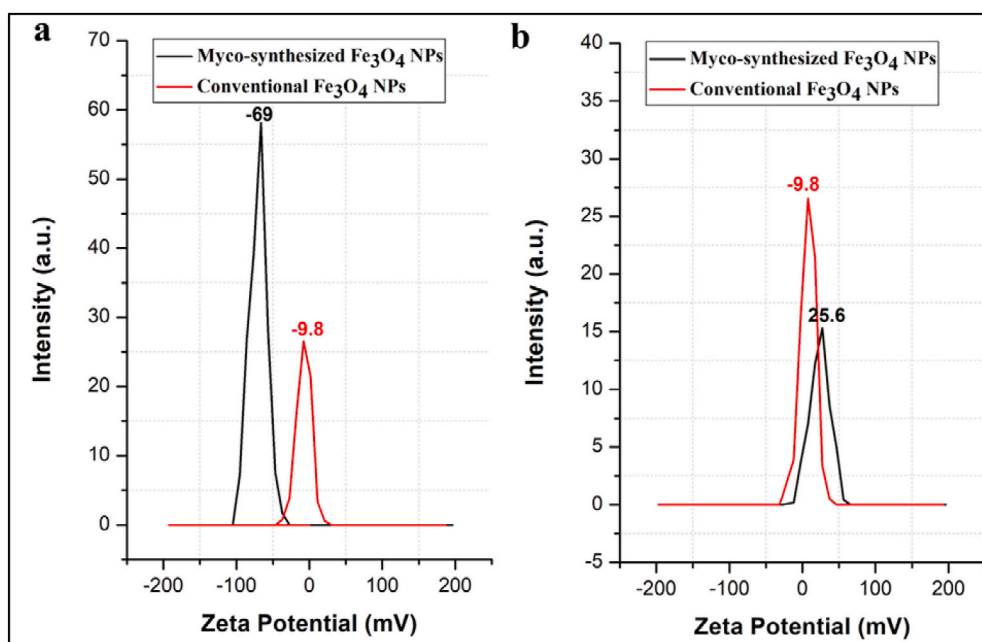 a
Myco-synthesized Fe3O4 NPs
Conventional Fe3O4 NPs
-69
-9.8
70
60
50
40
30
20
10
0
Intensity (a.u.)
-200 -100 0 100 200
Zeta Potential (mV)
b
Myco-synthesized Fe3O4 NPs
Conventional Fe3O4 NPs
-9.8
25.6
40
35
30
25
20
15
10
5
0
-5
Intensity (a.u.)
-200 -100 0 100 200
Zeta Potential (mV)